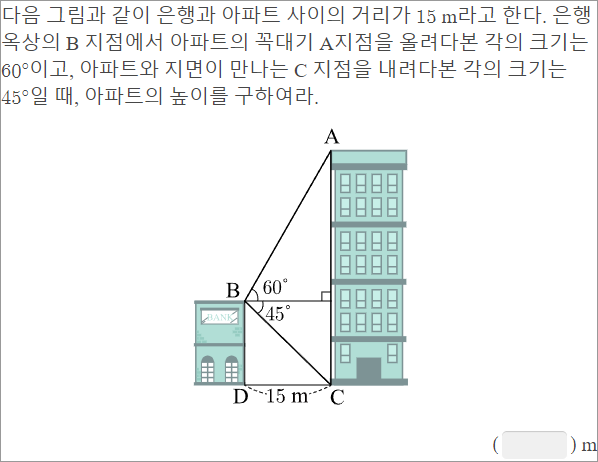 다음 그림과 같이 은행과 아파트 사이의 거리가 15 m라고 한다. 은행
옥상의 B 지점에서 아파트의 꼭대기 A지점을 올려다본 각의 크기는
60°이고, 아파트와 지면이 만나는 C 지점을 내려다본 각의 크기는
45°일 때, 아파트의 높이를 구하여라.
A
B
60°
45°
BANK
D
15 m
C
( ) m